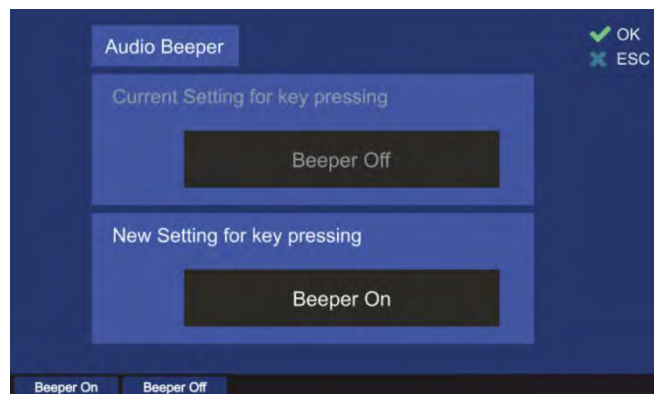 Audio Beeper
OK
ESC
Current Setting for key pressing
Beeper Off
New Setting for key pressing
Beeper On
Beeper On Beeper Off